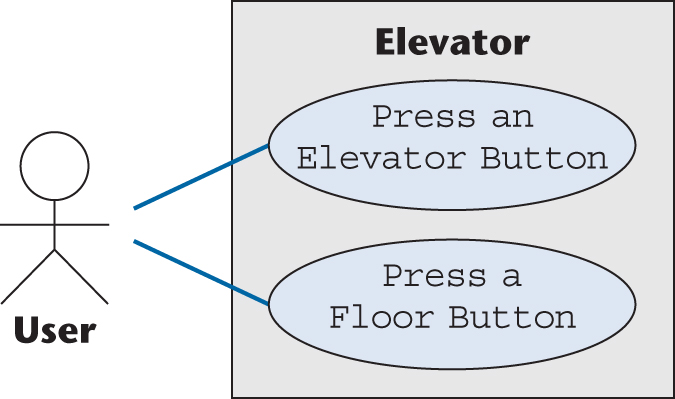 Elevator
Press an
Elevator Button
Press a
Floor Button
User